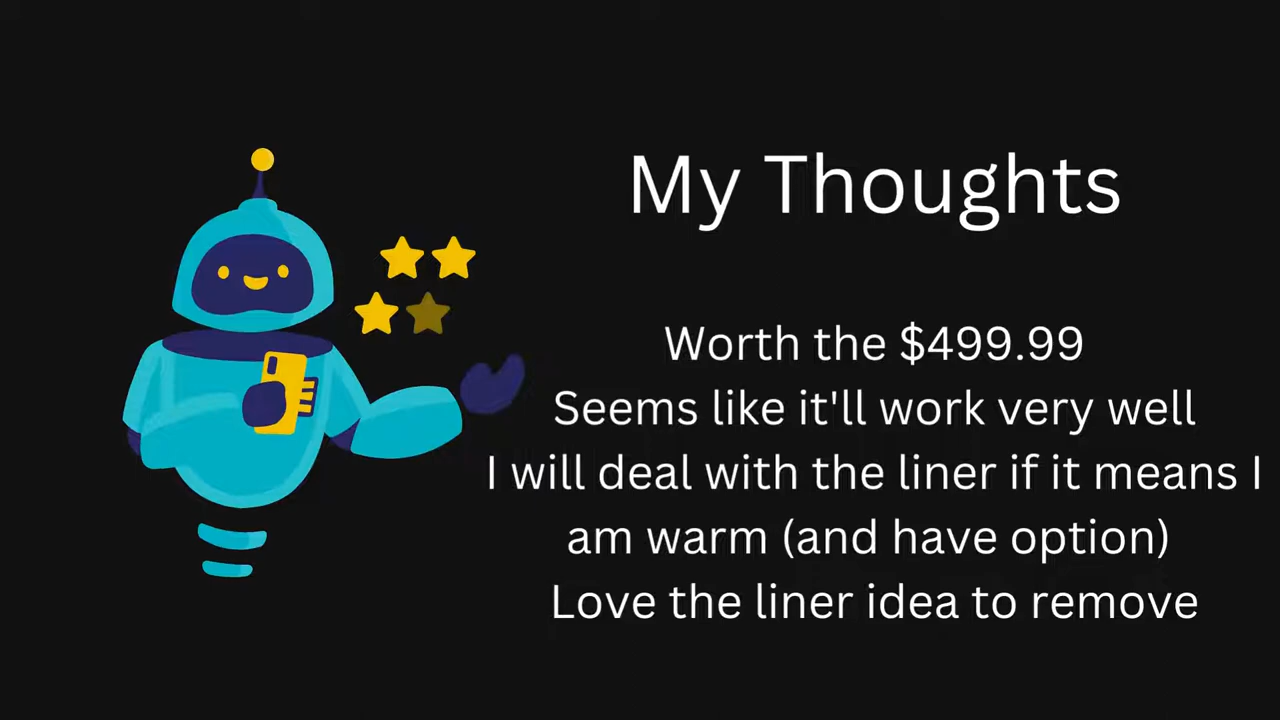 My Thoughts
Worth the $499.99
Seems like it'll work very well
I will deal with the liner if it means I
am warm (and have option)
Love the liner idea to remove